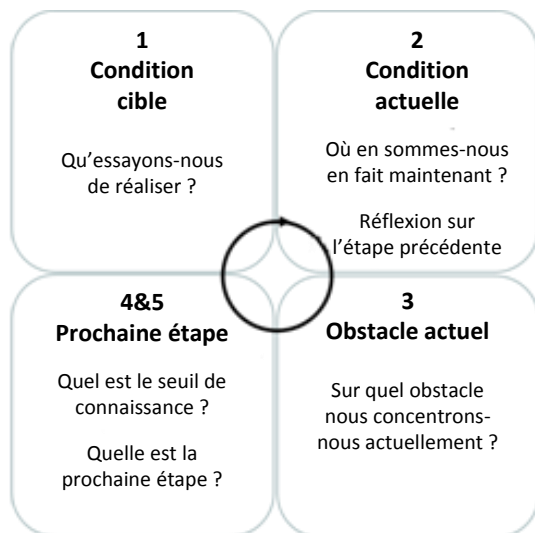 1
Condition
cible
Qu’essayons-nous
de réaliser ?
2
Condition
actuelle
Où en sommes-nous
en fait maintenant ?
Réflexion sur
l’étape précédente
4&5
Prochaine étape
Quel est le seuil de
connaissance ?
Quelle est la
prochaine étape ?
3
Obstacle actuel
Sur quel obstacle
nous concentrons-
nous actuellement ?